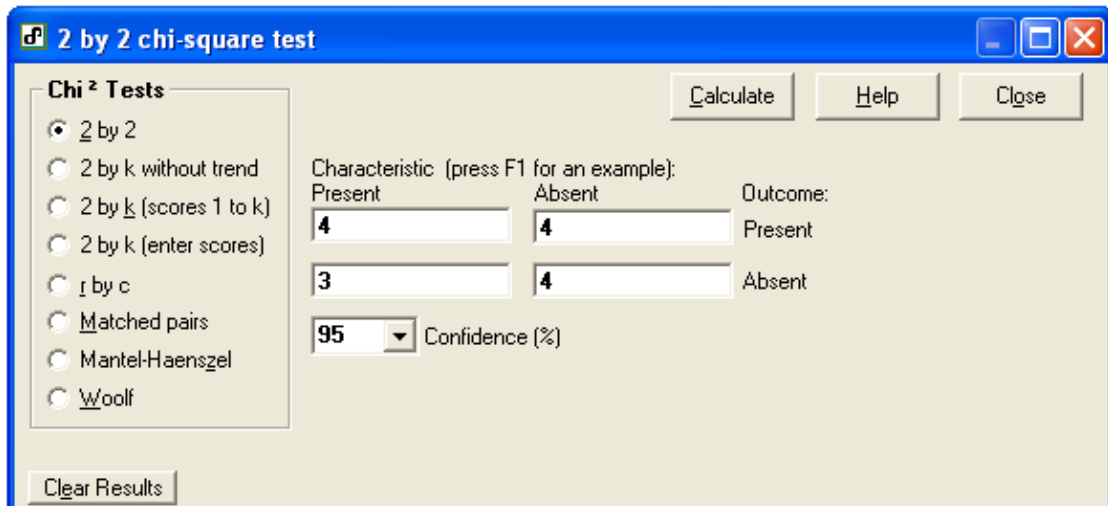 2 by 2 chi-square test
Chi ² Tests
2 by 2
2 by k without trend
2 by k (scores 1 to k)
2 by k (enter scores)
r by c
Matched pairs
Mantel-Haenszel
Woolf
Calculate Help Close
Characteristic (press F1 for an example):
Present Absent Outcome:
4 4 Present
3 4 Absent
95 Confidence (%)
Clear Results